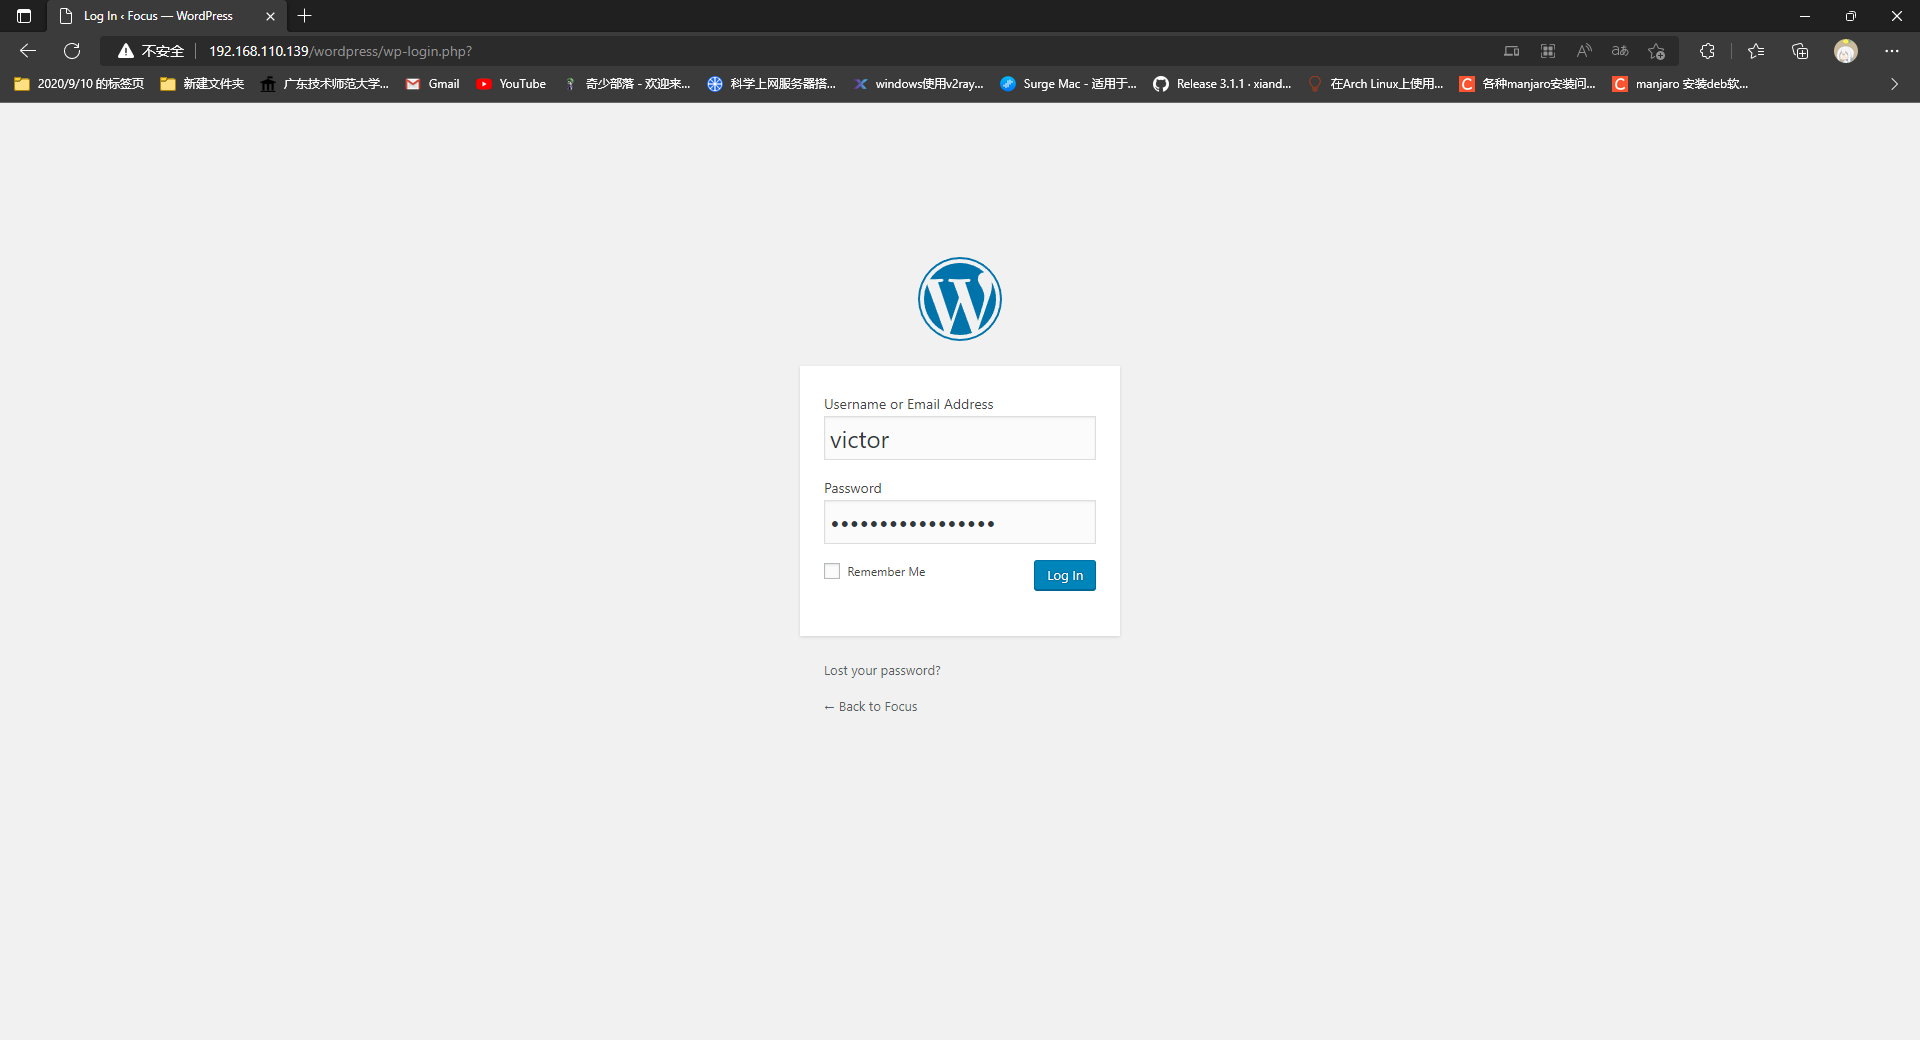 Log In ‹ Focus — WordPress
不安全 192.168.110.139/wordpress/wp-login.php?
2020/9/10 的标签页 新建文件夹 广东技术师范大学... Gmail YouTube 奇少部落 - 欢迎来... 科学上网服务器搭... windows使用v2ray... Surge Mac - 适用于... Release 3.1.1 · xiand... 在Arch Linux上使用... 各种manjaro安装问... manjaro 安装deb软...
Username or Email Address
victor
Password
•••••••••••••••••
Remember Me
Log In
Lost your password?
← Back to Focus